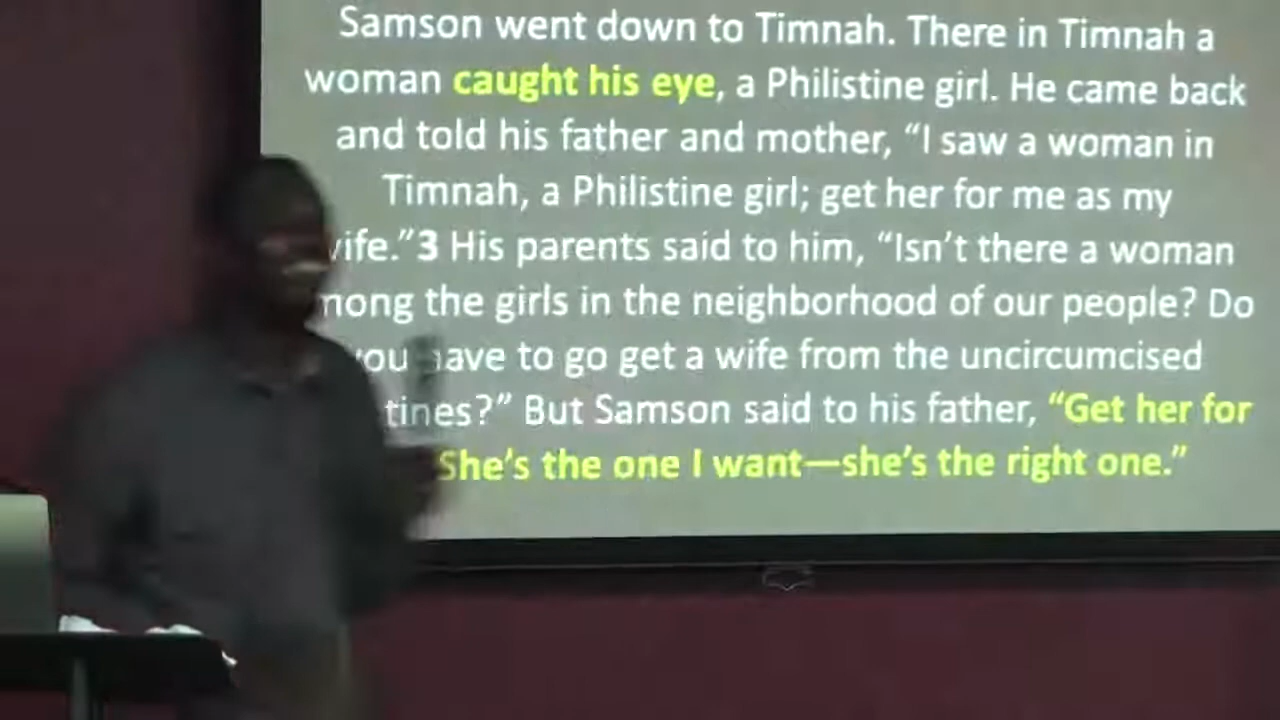 Samson went down to Timnah. There in Timnah a
woman caught his eye, a Philistine girl. He came back
and told his father and mother, “I saw a woman in
Timnah, a Philistine girl; get her for me as my
ife.”3 His parents said to him, “Isn’t there a woman
mong the girls in the neighborhood of our people? Do
you have to go get a wife from the uncircumcised
tines?” But Samson said to his father, “Get her for
She’s the one I want—she’s the right one.”